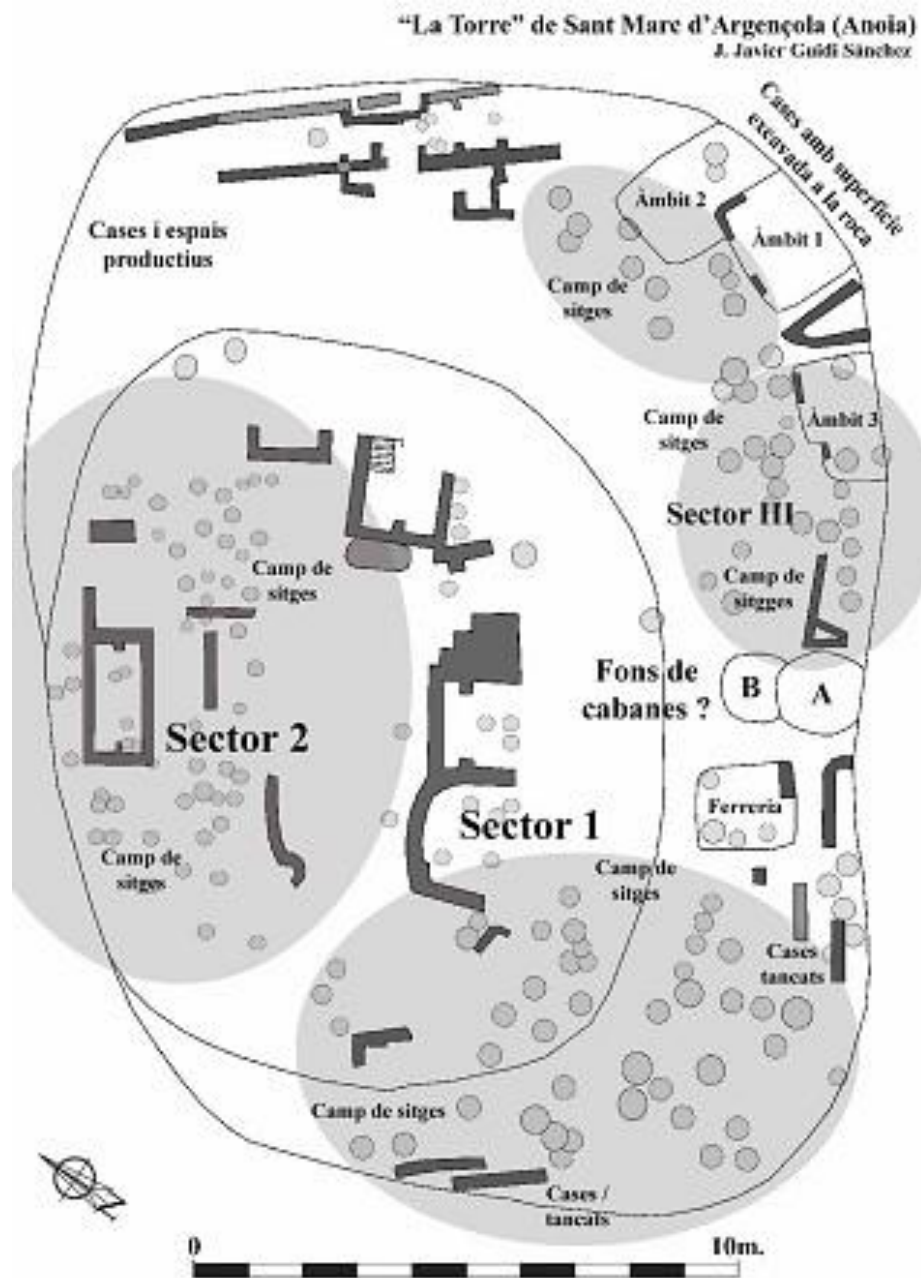 “La Torre” de Sant Marc d’Argençola (Anoia)
J. Javier Guidi Sánchez
Cases amb superfície
excavada a la roca
Àmbit 2
Àmbit 1
Cases i espais
productius
Camp de
sitges
Camp de
sitges
Àmbit 3
Sector III
Camp de
sitges
Camp de
sitgges
Fons de
cabanes ?
B
A
Sector 2
Ferreria
Sector 1
Camp de
sitges
Camp de
sitges
Cases
tancats
Camp de sitges
Cases /
tancats
N
0
10m.